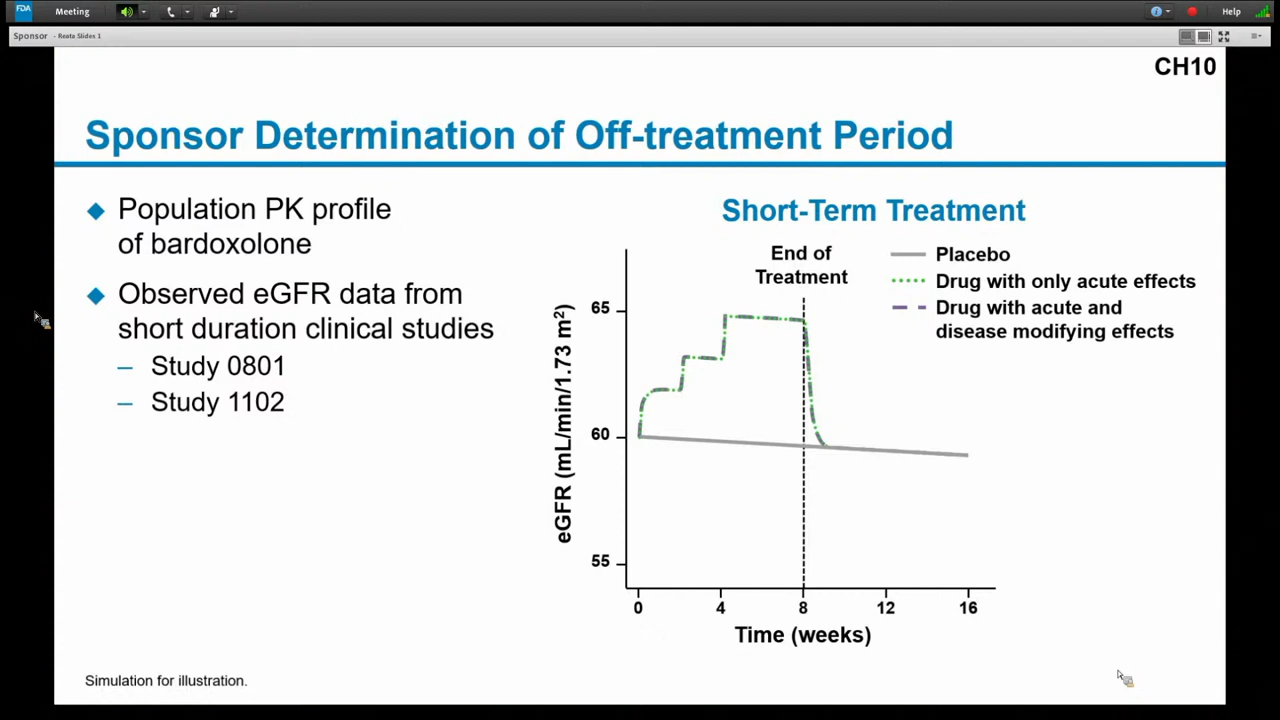 FDA
Meeting
Help
Sponsor - Reata Slides 1
CH10
Sponsor Determination of Off-treatment Period
Population PK profile
of bardoxolone
Observed eGFR data from
short duration clinical studies
– Study 0801
– Study 1102
Short-Term Treatment
End of
Treatment
Placebo
Drug with only acute effects
Drug with acute and
disease modifying effects
eGFR (mL/min/1.73 m²)
65
60
55
0 4 8 12 16
Time (weeks)
Simulation for illustration.